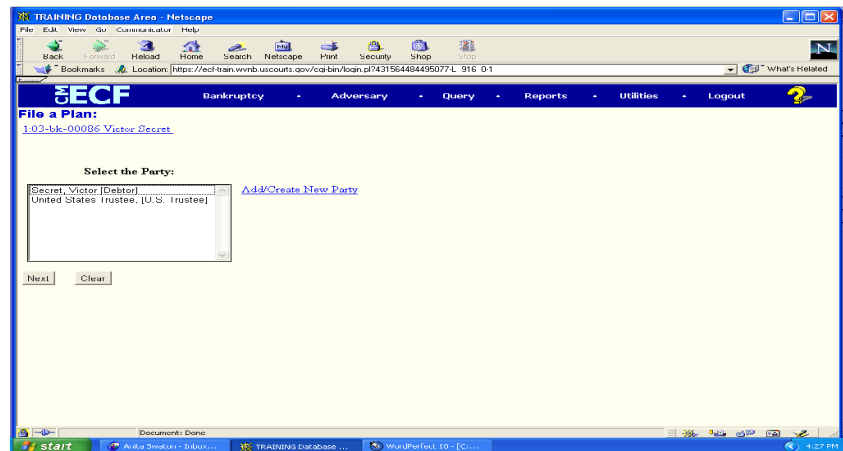 TRAINING Database Area - Netscape
File Edit View Go Communicator Help
Back Forward Reload Home Search Netscape Print Security Shop Stop
Bookmarks Location: https://ecf-train.wvnb.uscourts.gov/cgi-bin/login.pl?431564484495077-L_916_0-1 What's Related
CM ECF Bankruptcy • Adversary • Query • Reports • Utilities • Logout ?
File a Plan:
1:03-bk-00086 Victor Secret
Select the Party:
Secret, Victor [Debtor] Add/Create New Party
United States Trustee, [U.S. Trustee]
Next Clear
Document: Done
start Anita Swaton - Inbox... TRAINING Database ... WordPerfect 10 - [C:... 4:27 PM